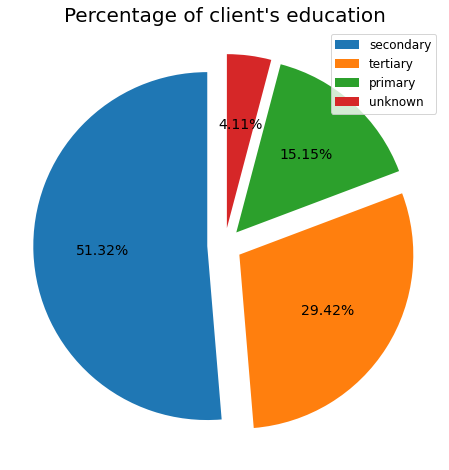 Percentage of client's education
secondary
tertiary
primary
unknown
4.11%
15.15%
51.32%
29.42%